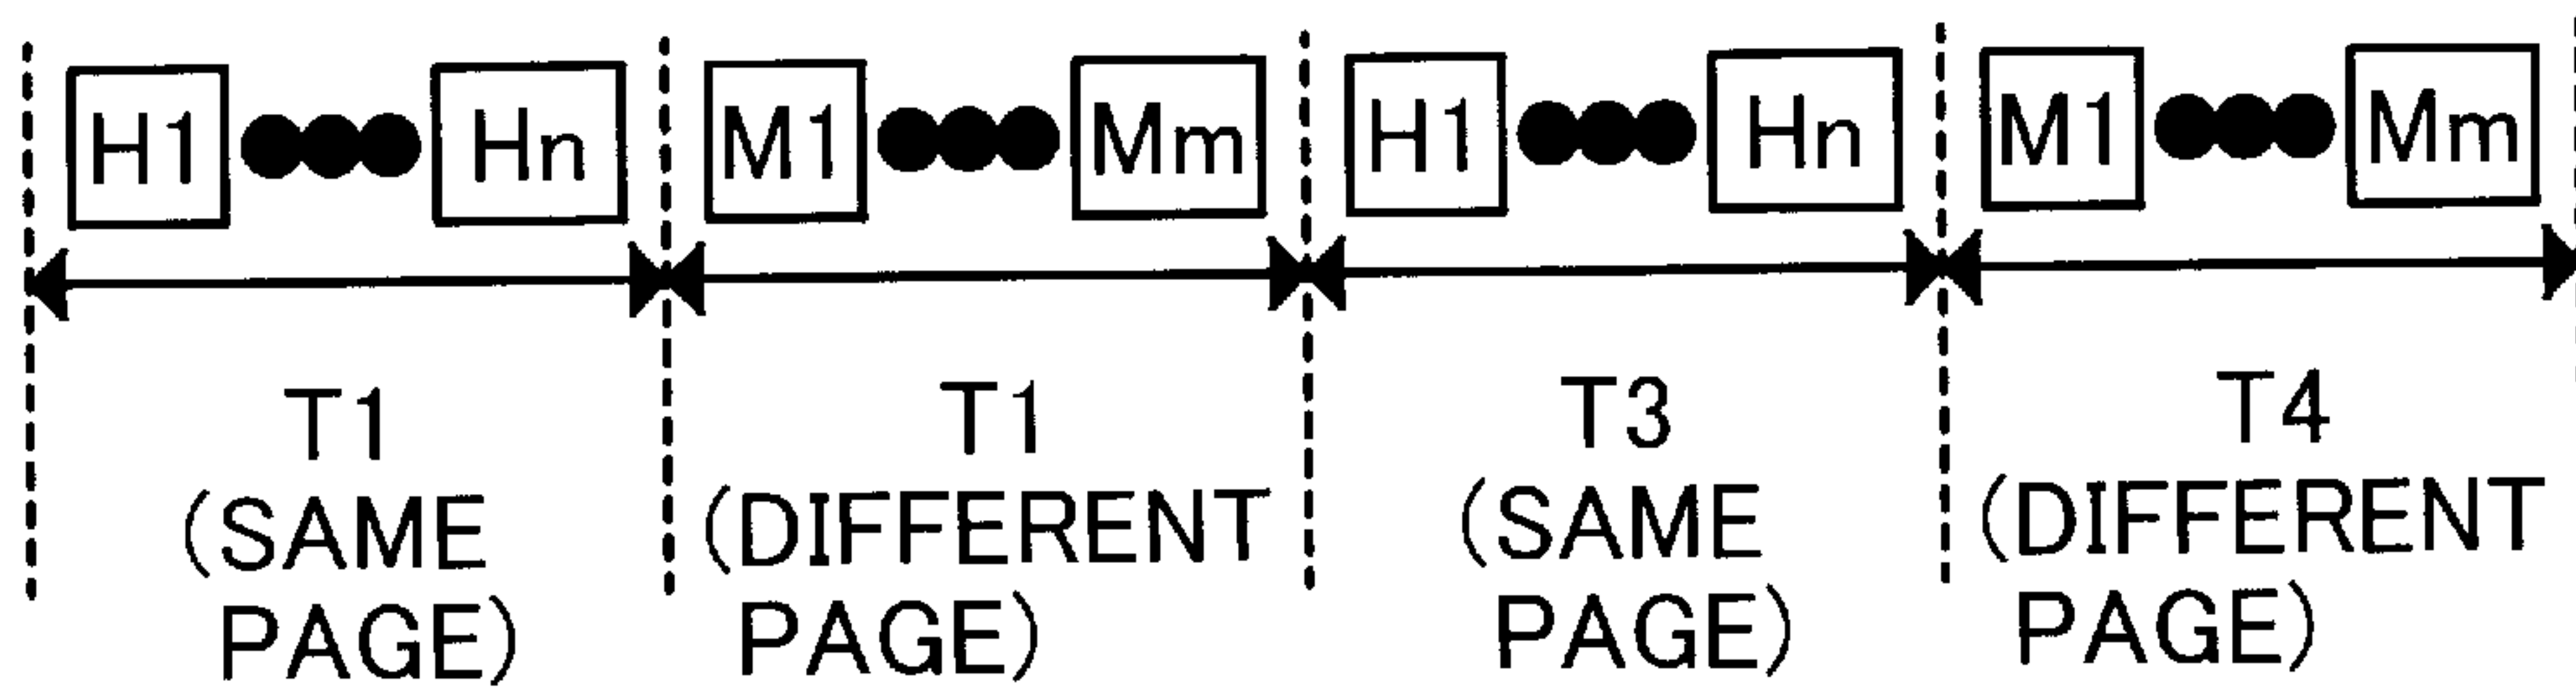 H1 ●●● Hn M1 ●●● Mm H1 ●●● Hn M1 ●●● Mm
T1 T1 T3 T4
(SAME (DIFFERENT (SAME (DIFFERENT
PAGE) PAGE) PAGE) PAGE)